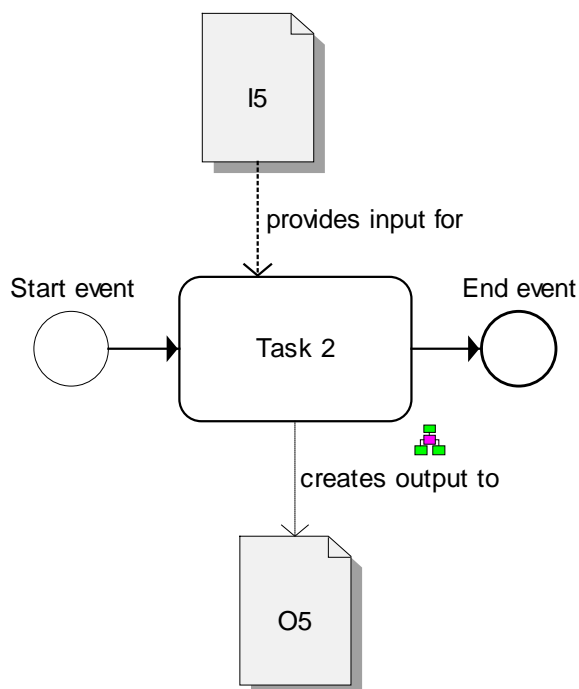 I5
provides input for
Start event
End event
Task 2
creates output to
O5